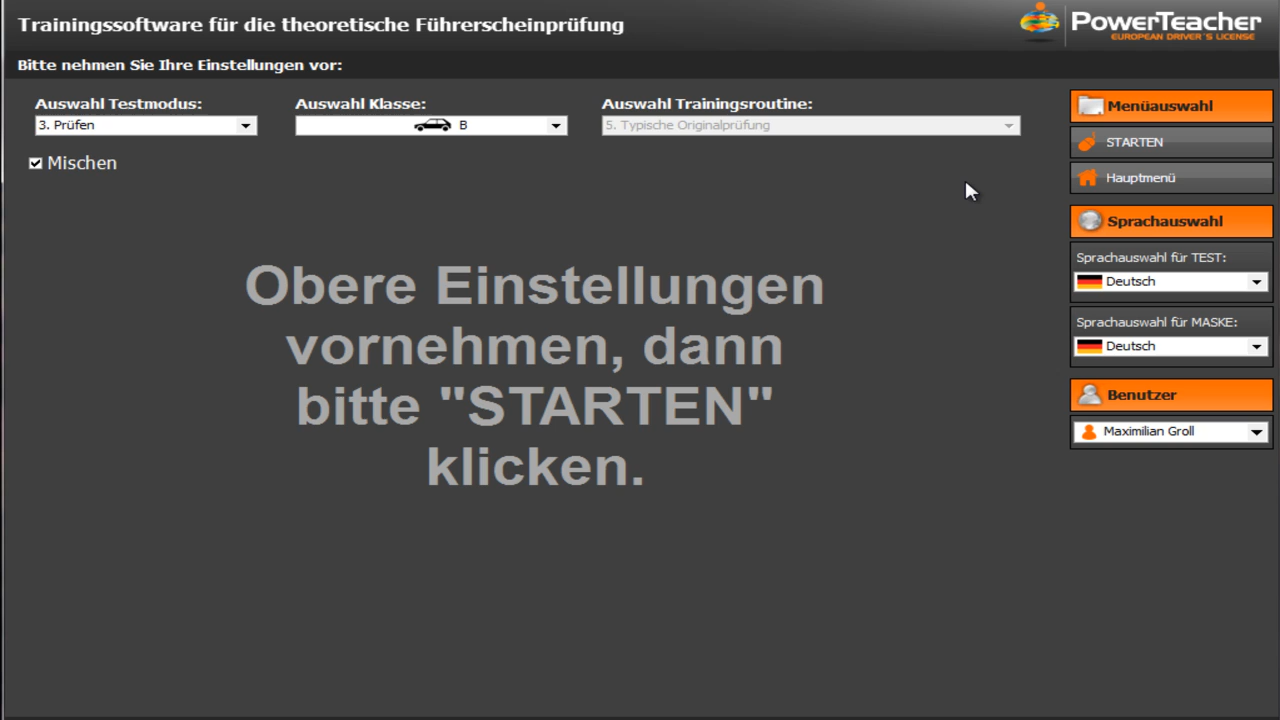 Trainingssoftware für die theoretische Führerscheinprüfung
PowerTeacher
EUROPEAN DRIVER´S LICENSE
Bitte nehmen Sie Ihre Einstellungen vor:
Auswahl Testmodus:
Auswahl Klasse:
Auswahl Trainingsroutine:
3. Prüfen
B
5. Typische Originalprüfung
Mischen
Menüauswahl
STARTEN
Hauptmenü
Sprachauswahl
Sprachauswahl für TEST:
Deutsch
Sprachauswahl für MASKE:
Deutsch
Benutzer
Maximilian Groll
Obere Einstellungen
vornehmen, dann
bitte "STARTEN"
klicken.